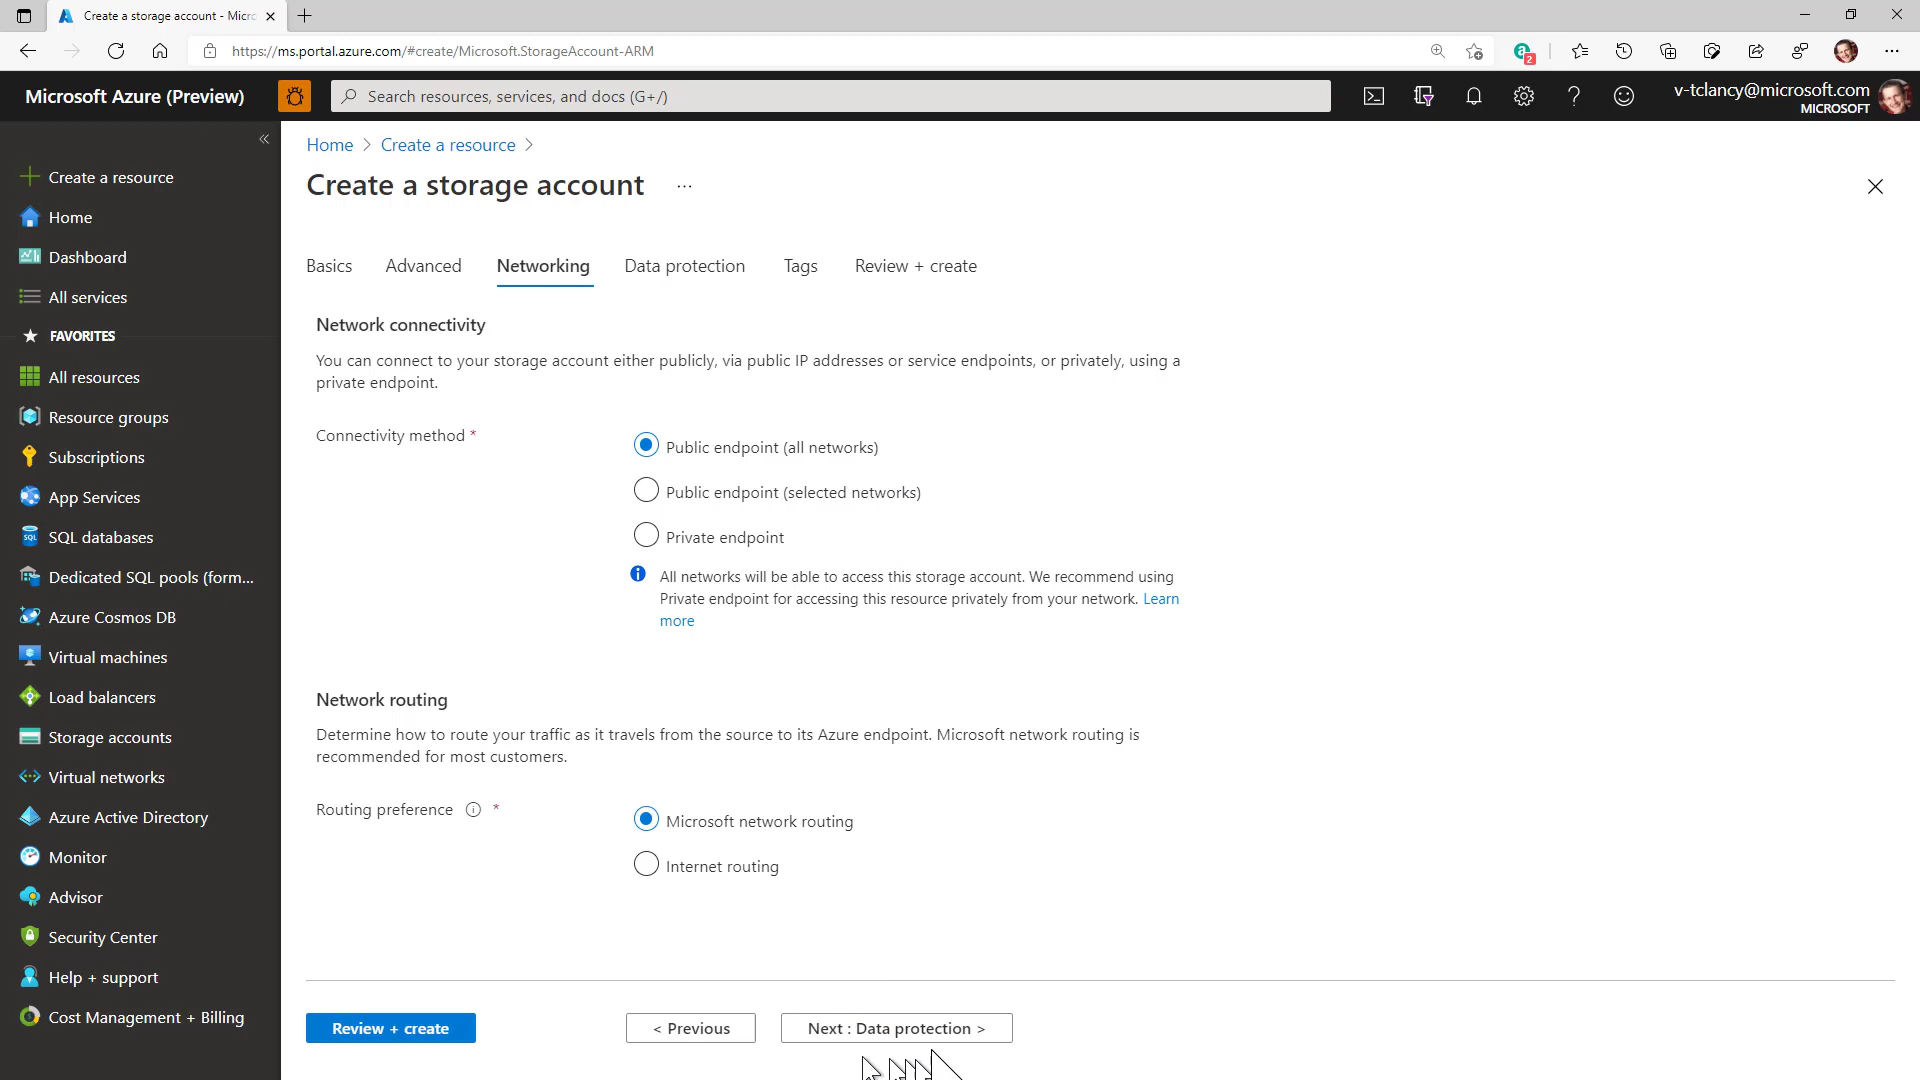 Create a storage account - Micr
https://ms.portal.azure.com/#create/Microsoft.StorageAccount-ARM
2
Microsoft Azure (Preview)
Search resources, services, and docs (G+/)
v-tclancy@microsoft.com
MICROSOFT
Create a resource
Home
Dashboard
All services
FAVORITES
All resources
Resource groups
Subscriptions
App Services
SQL
SQL databases
Dedicated SQL pools (form...
Azure Cosmos DB
Virtual machines
Load balancers
Storage accounts
Virtual networks
Azure Active Directory
Monitor
Advisor
Security Center
Help + support
Cost Management + Billing
Home > Create a resource >
Create a storage account ...
Basics Advanced Networking Data protection Tags Review + create
Network connectivity
You can connect to your storage account either publicly, via public IP addresses or service endpoints, or privately, using a
private endpoint.
Connectivity method *
Public endpoint (all networks)
Public endpoint (selected networks)
Private endpoint
All networks will be able to access this storage account. We recommend using
Private endpoint for accessing this resource privately from your network. Learn
more
Network routing
Determine how to route your traffic as it travels from the source to its Azure endpoint. Microsoft network routing is
recommended for most customers.
Routing preference *
Microsoft network routing
Internet routing
Review + create
< Previous
Next : Data protection >